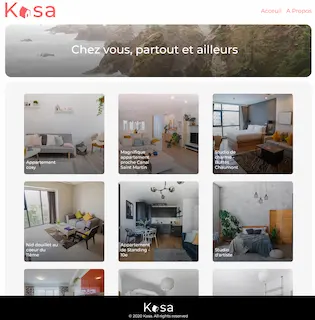 Kasa
Accueil
A Propos
Chez vous, partout et ailleurs
Appartement
cosy
Magnifique
appartement
proche Canal
Saint Martin
Studio de
charme -
Buttes
Chaumont
Nid douillet au
coeur du
11ème
Appartement
de Standing -
10e
Studio
d'artiste
Kasa
© 2020 Kasa. All rights reserved